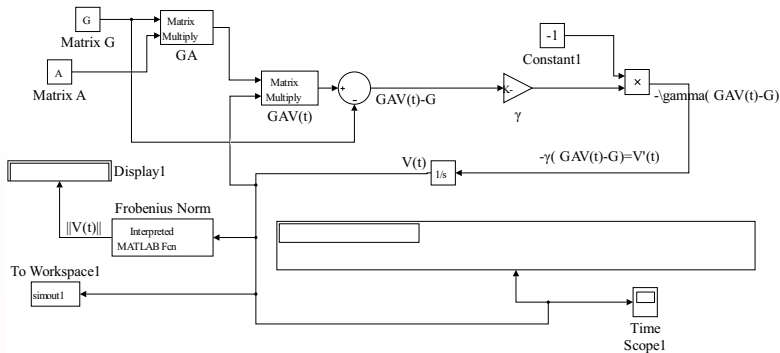 G
Matrix G
Matrix
Multiply
GA
A
Matrix A
Matrix
Multiply
GAV(t)
+
-
GAV(t)-G
K-
γ
-1
Constant1
×
-\gamma( GAV(t)-G)
-γ( GAV(t)-G)=V'(t)
V(t)
1/s
Display1
||V(t)||
Frobenius Norm
Interpreted
MATLAB Fcn
To Workspace1
simout1
Time
Scope1